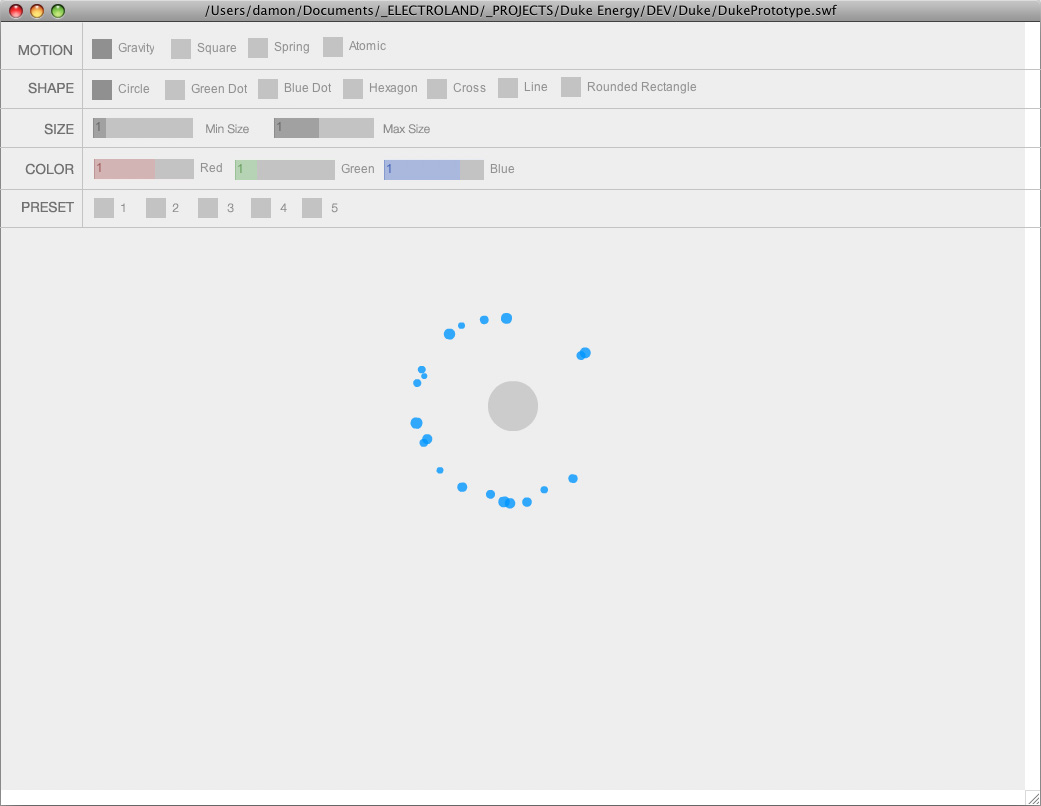 /Users/damon/Documents/_ELECTROLAND/_PROJECTS/Duke Energy/DEV/Duke/DukePrototype.swf
MOTION Gravity Square Spring Atomic
SHAPE Circle Green Dot Blue Dot Hexagon Cross Line Rounded Rectangle
SIZE 1 Min Size 1 Max Size
COLOR 1 Red 1 Green 1 Blue
PRESET 1 2 3 4 5